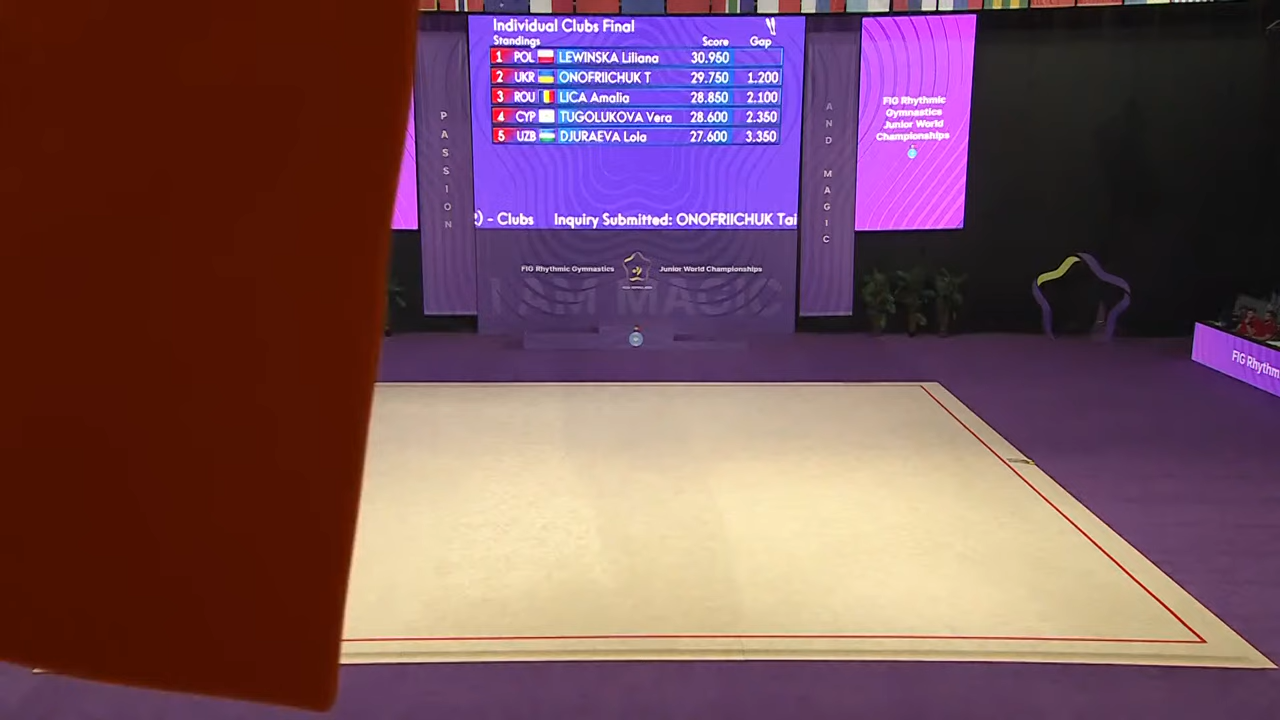 Individual Clubs Final
Standings Score Gap
1 POL LEWINSKA Liliana 30.950
2 UKR ONOFRIICHUK T 29.750 1.200
3 ROU LICA Amalia 28.850 2.100
4 CYP TUGOLUKOVA Vera 28.600 2.350
5 UZB DJURAEVA Lola 27.600 3.350
) - Clubs Inquiry Submitted: ONOFRIICHUK Tai
PASSION
AND MAGIC
FIG Rhythmic
Gymnastics
Junior World
Championships
FIG Rhythmic Gymnastics Junior World Championships
I AM MAGIC
FIG Rhythm